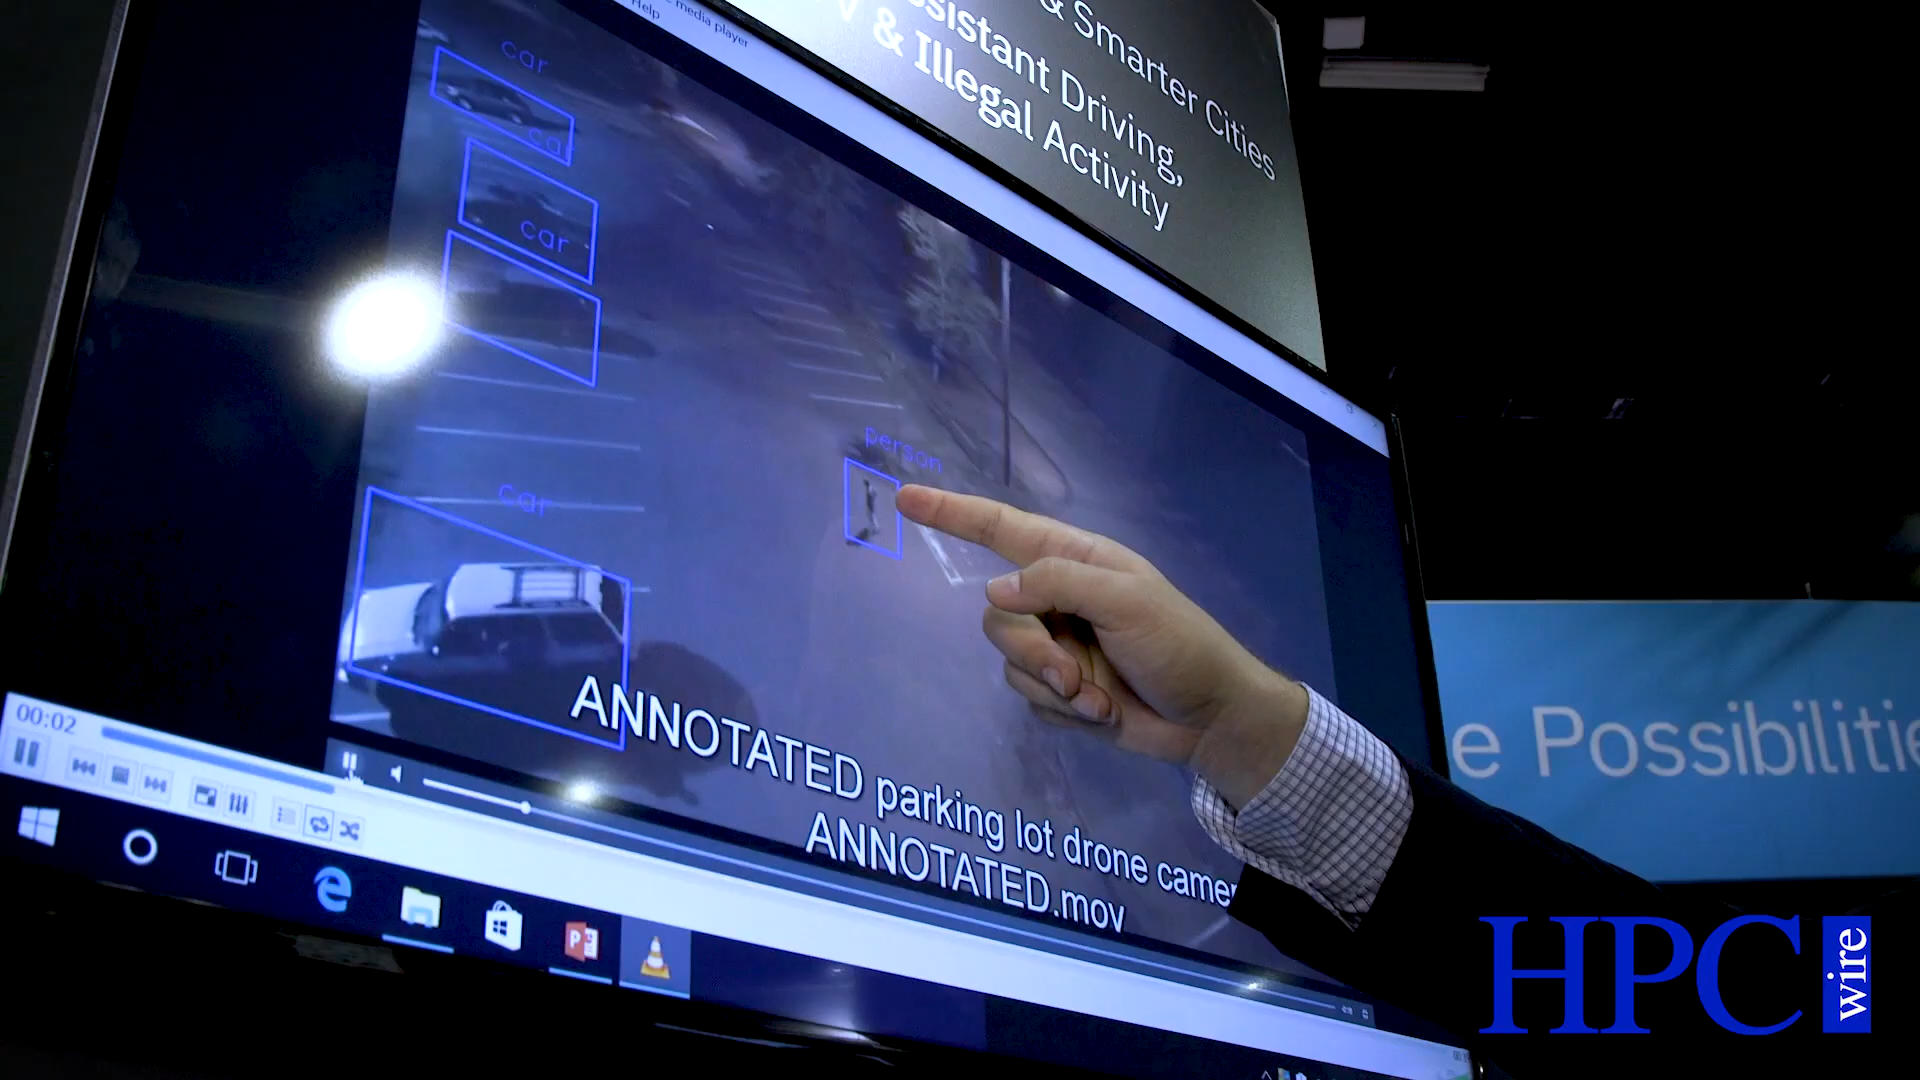 & Smarter Cities
ssistant Driving,
& Illegal Activity
media player
Help
car
car
car
person
car
ANNOTATED parking lot drone camer
ANNOTATED.mov
00:02
e Possibilitie
HPC
wire